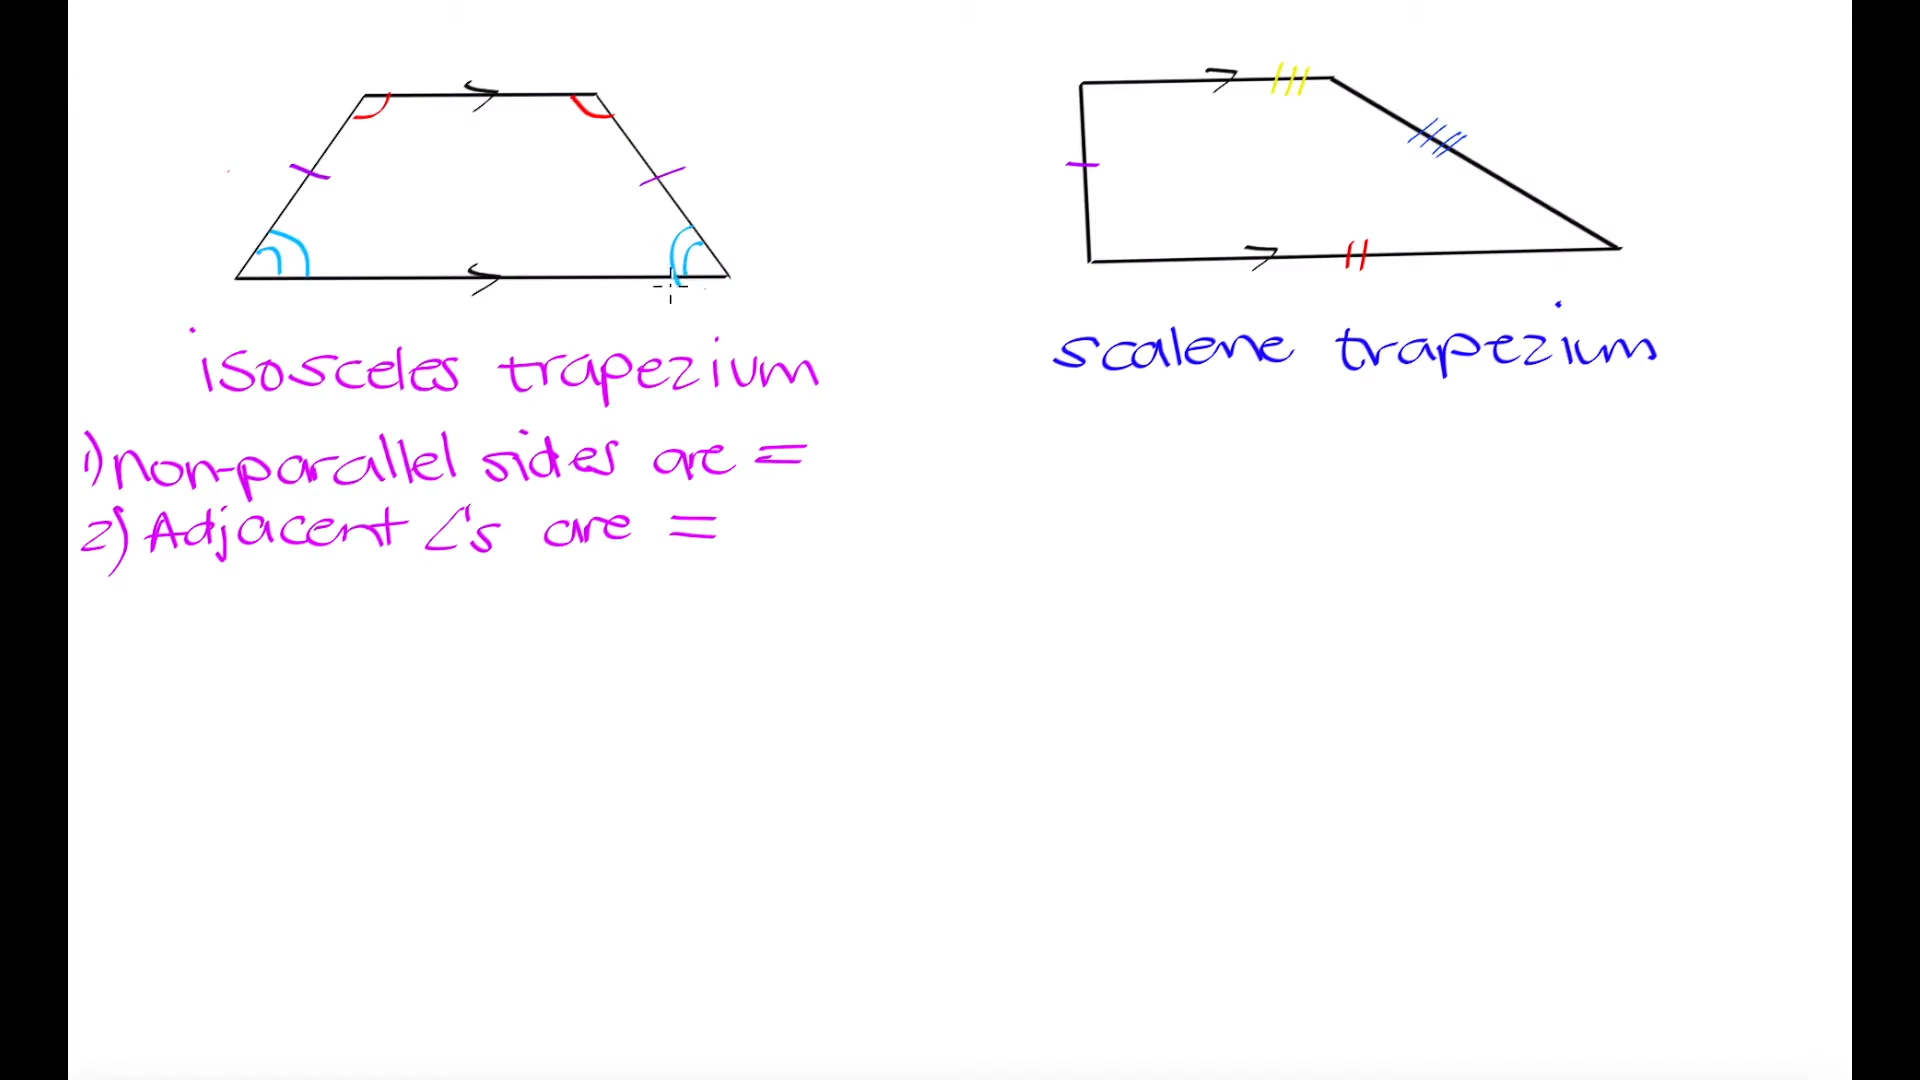 isosceles trapezium
scalene trapezium
1) non-parallel sides are =
2) Adjacent ∠'s are =